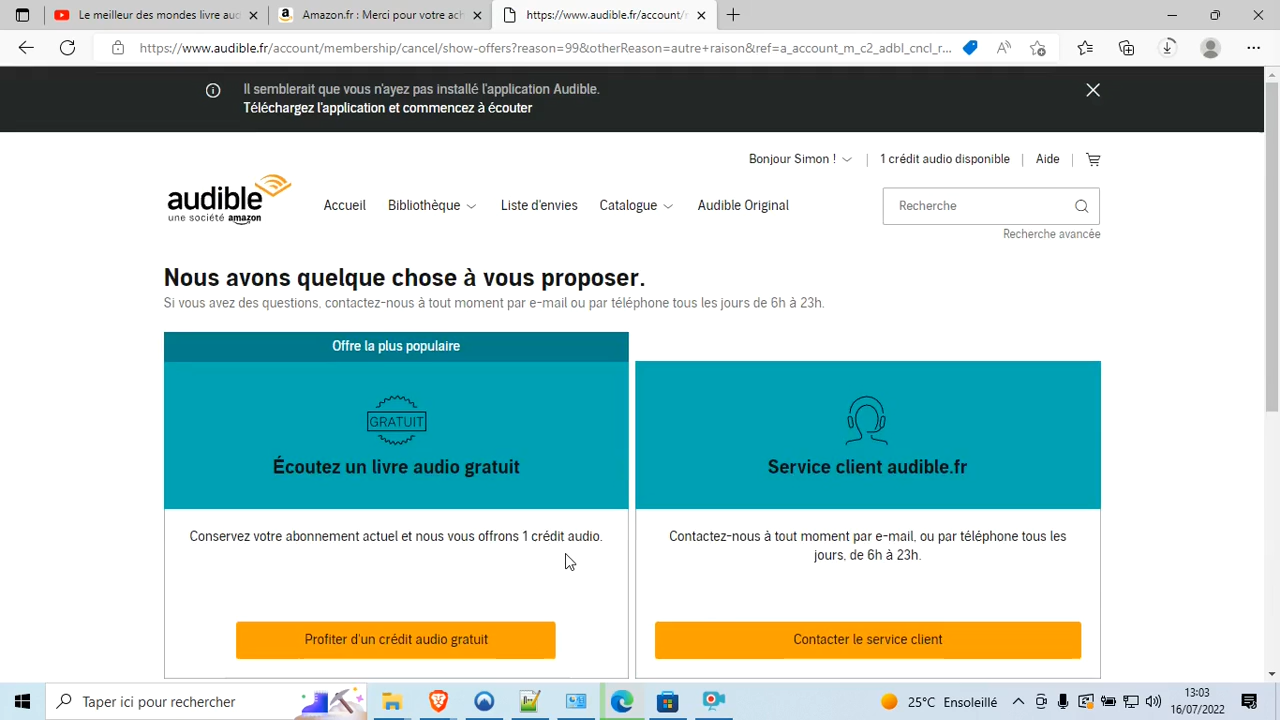 Le meilleur des mondes livre aud
Amazon.fr : Merci pour votre ach
https://www.audible.fr/account/
https://www.audible.fr/account/membership/cancel/show-offers?reason=99&otherReason=autre+raison&ref=a_account_m_c2_adbl_cncl_r...
Il semblerait que vous n'ayez pas installé l'application Audible.
Téléchargez l'application et commencez à écouter
Bonjour Simon !
1 crédit audio disponible
Aide
audible
une société amazon
Accueil
Bibliothèque
Liste d'envies
Catalogue
Audible Original
Recherche
Recherche avancée
Nous avons quelque chose à vous proposer.
Si vous avez des questions, contactez-nous à tout moment par e-mail ou par téléphone tous les jours de 6h à 23h.
Offre la plus populaire
GRATUIT
Écoutez un livre audio gratuit
Conservez votre abonnement actuel et nous vous offrons 1 crédit audio.
Profiter d'un crédit audio gratuit
Service client audible.fr
Contactez-nous à tout moment par e-mail, ou par téléphone tous les
jours, de 6h à 23h.
Contacter le service client
Taper ici pour rechercher
25°C Ensoleillé
13:03
16/07/2022